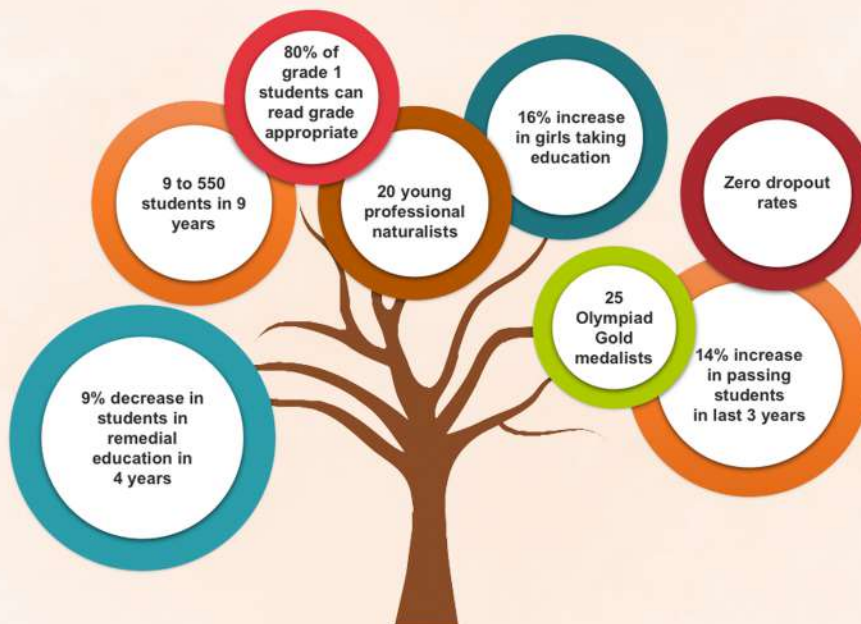 80% of
grade 1
students can
read grade
appropriate
16% increase
in girls taking
education
9 to 550
students in 9
years
20 young
professional
naturalists
Zero dropout
rates
25
Olympiad
Gold
medalists
14% increase
in passing
students
in last 3 years
9% decrease in
students in
remedial
education in
4 years